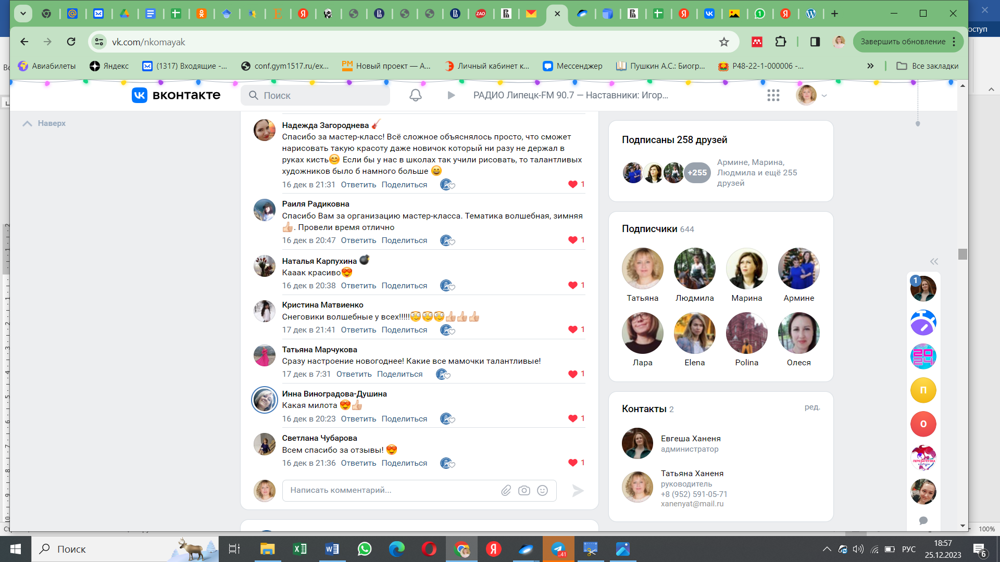 vk.com/nkomayak
Завершить обновление
Авиабилеты
Яндекс
(1317) Входящие -...
conf.gym1517.ru/ex...
Новый проект — А...
Личный кабинет к...
Мессенджер
Пушкин А.С.: Биогр...
Р48-22-1-000006 -...
Все закладки
вконтакте
Поиск
РАДИО Липецк-FM 90.7 — Наставники: Игор...
Наверх
Надежда Загороднева
Спасибо за мастер-класс! Всё сложное объяснялось просто, что сможет
нарисовать такую красоту даже новичок который ни разу не держал в
руках кисть😊 Если бы у нас в школах так учили рисовать, то талантливых
художников было б намного больше 😄
16 дек в 21:31 Ответить Поделиться 1
Раиля Радиковна
Спасибо Вам за организацию мастер-класса. Тематика волшебная, зимняя
👍🏻. Провели время отлично
16 дек в 20:47 Ответить Поделиться 1
Наталья Карпухина
Кааак красиво😍
16 дек в 20:38 Ответить Поделиться 1
Кристина Матвиенко
Снеговики волшебные у всех!!!!!😳😳😳👍🏻👍🏻👍🏻
17 дек в 21:41 Ответить Поделиться 1
Татьяна Марчукова
Сразу настроение новогоднее! Какие все мамочки талантливые!
17 дек в 7:31 Ответить Поделиться 1
Инна Виноградова-Душина
Какая милота 😍👍🏻
16 дек в 20:23 Ответить Поделиться 1
Светлана Чубарова
Всем спасибо за отзывы! 😍
16 дек в 21:36 Ответить Поделиться 1
Написать комментарий...
Подписаны 258 друзей
+255
Армине, Марина,
Людмила и ещё 255
друзей
Подписчики 644
Татьяна Людмила Марина Армине
Лара Elena Polina Олеся
Контакты 2
ред.
Евгеша Ханеня
администратор
Татьяна Ханеня
руководитель
+8 (952) 591-05-71
xanenyat@mail.ru
1
2024
П
О
ПЕРЕЗАГРУЗКА
100%
Поиск
41
РУС
18:57
25.12.2023
6